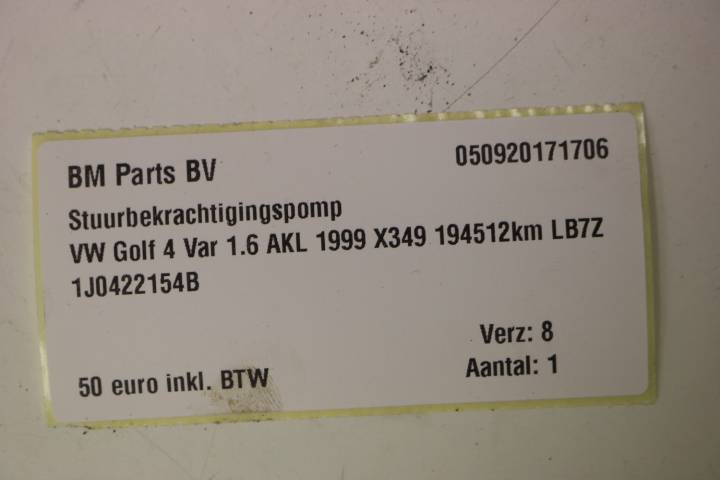 BM Parts BV
050920171706
Stuurbekrachtigingspomp
VW Golf 4 Var 1.6 AKL 1999 X349 194512km LB7Z
1J0422154B
Verz: 8
50 euro inkl. BTW
Aantal: 1